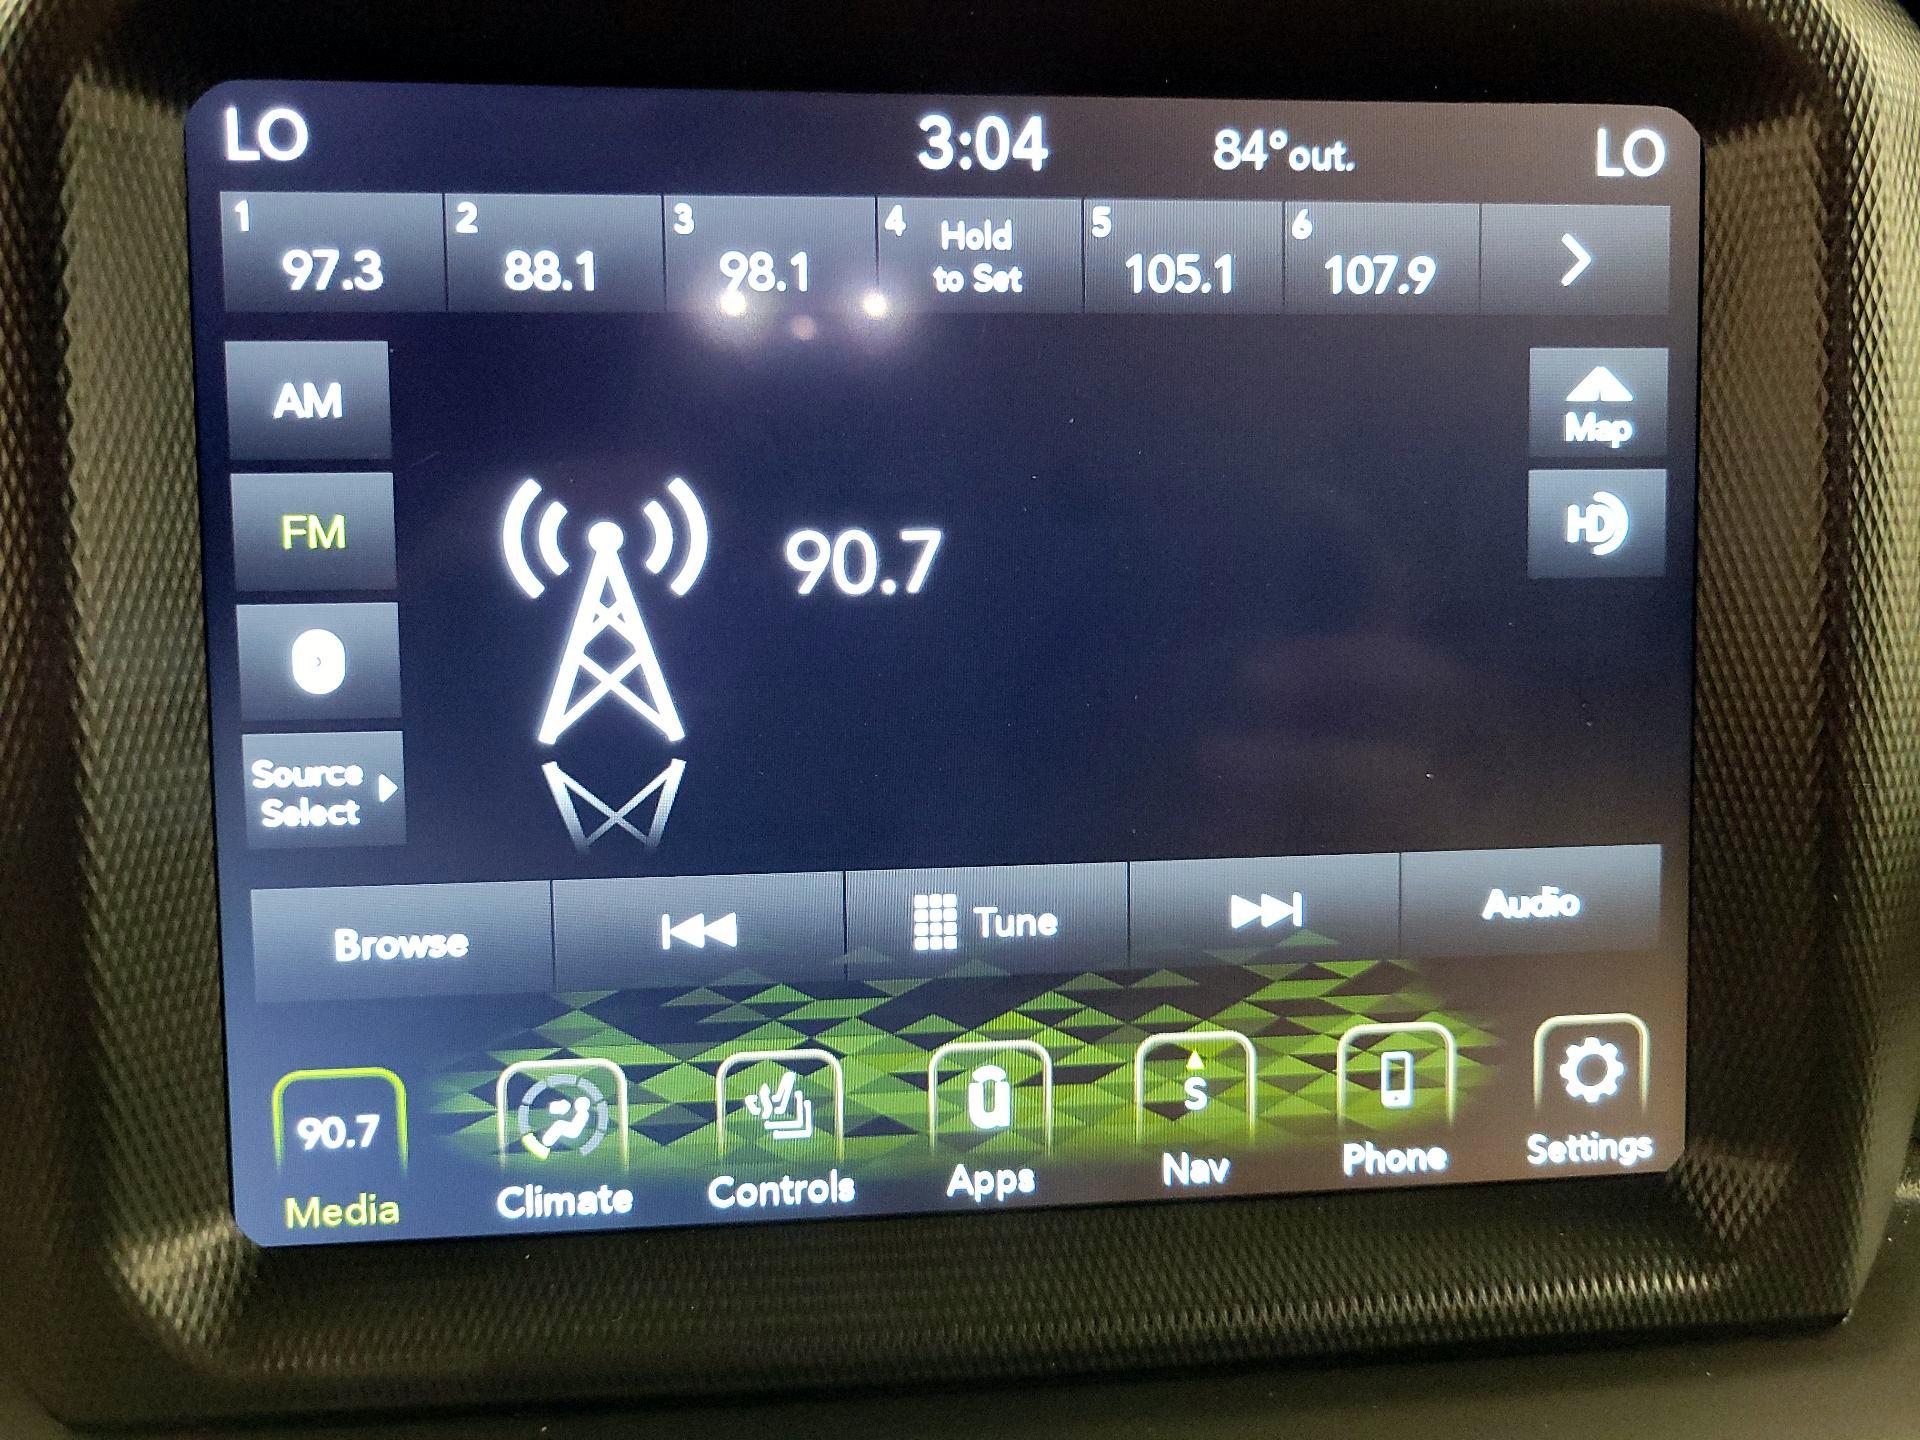 LO 3:04 84°out. LO
1 2 3 4 Hold 5 6
97.3 88.1 98.1 to Set 105.1 107.9
AM
Map
FM
HD
90.7
Source
Select
Browse Tune Audio
90.7 S
Media Climate Controls Apps Nav Phone Settings